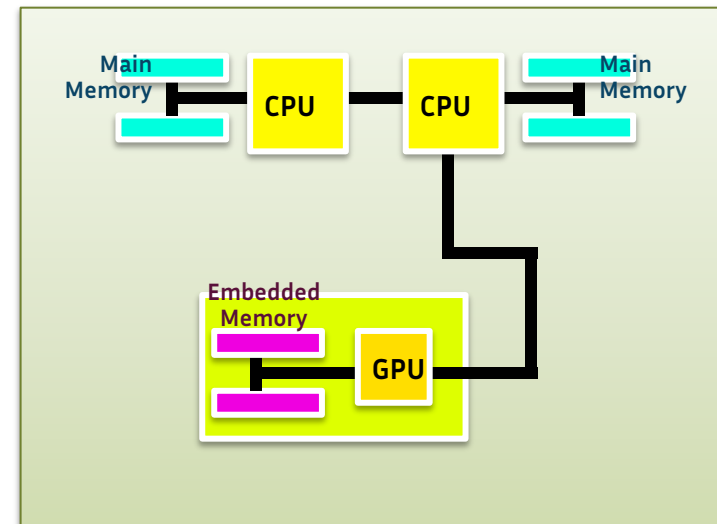 Main
Memory
CPU
CPU
Main
Memory
Embedded
Memory
GPU